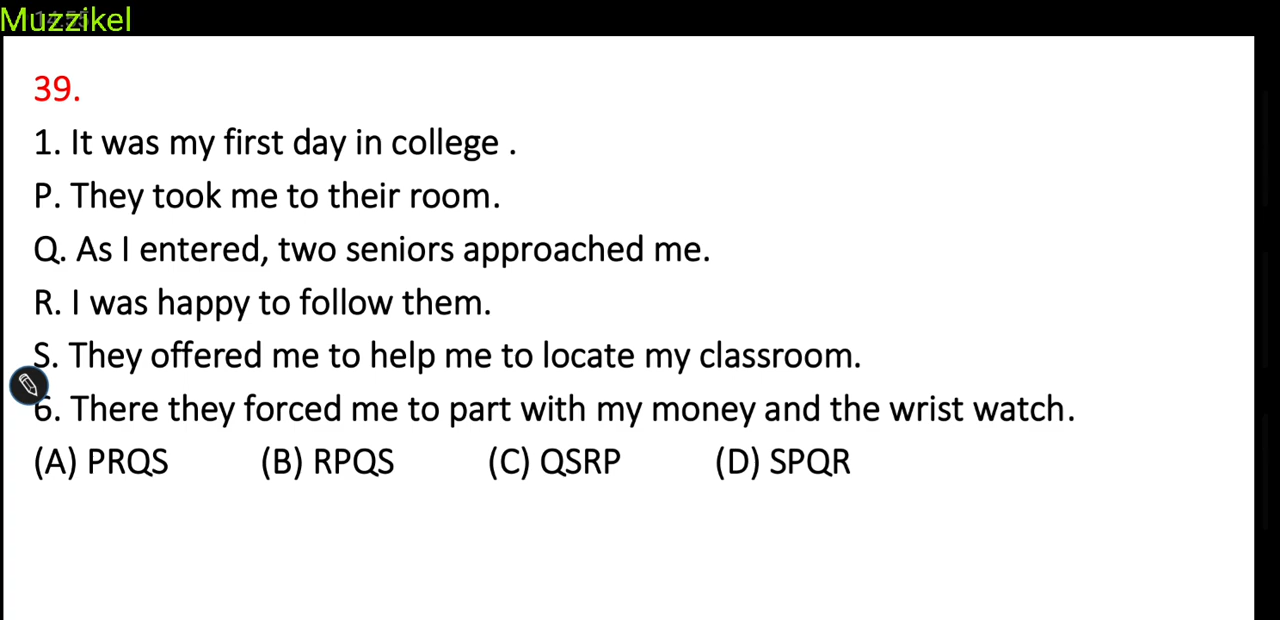 Muzzikel
39.
1. It was my first day in college .
P. They took me to their room.
Q. As I entered, two seniors approached me.
R. I was happy to follow them.
S. They offered me to help me to locate my classroom.
6. There they forced me to part with my money and the wrist watch.
(A) PRQS (B) RPQS (C) QSRP (D) SPQR